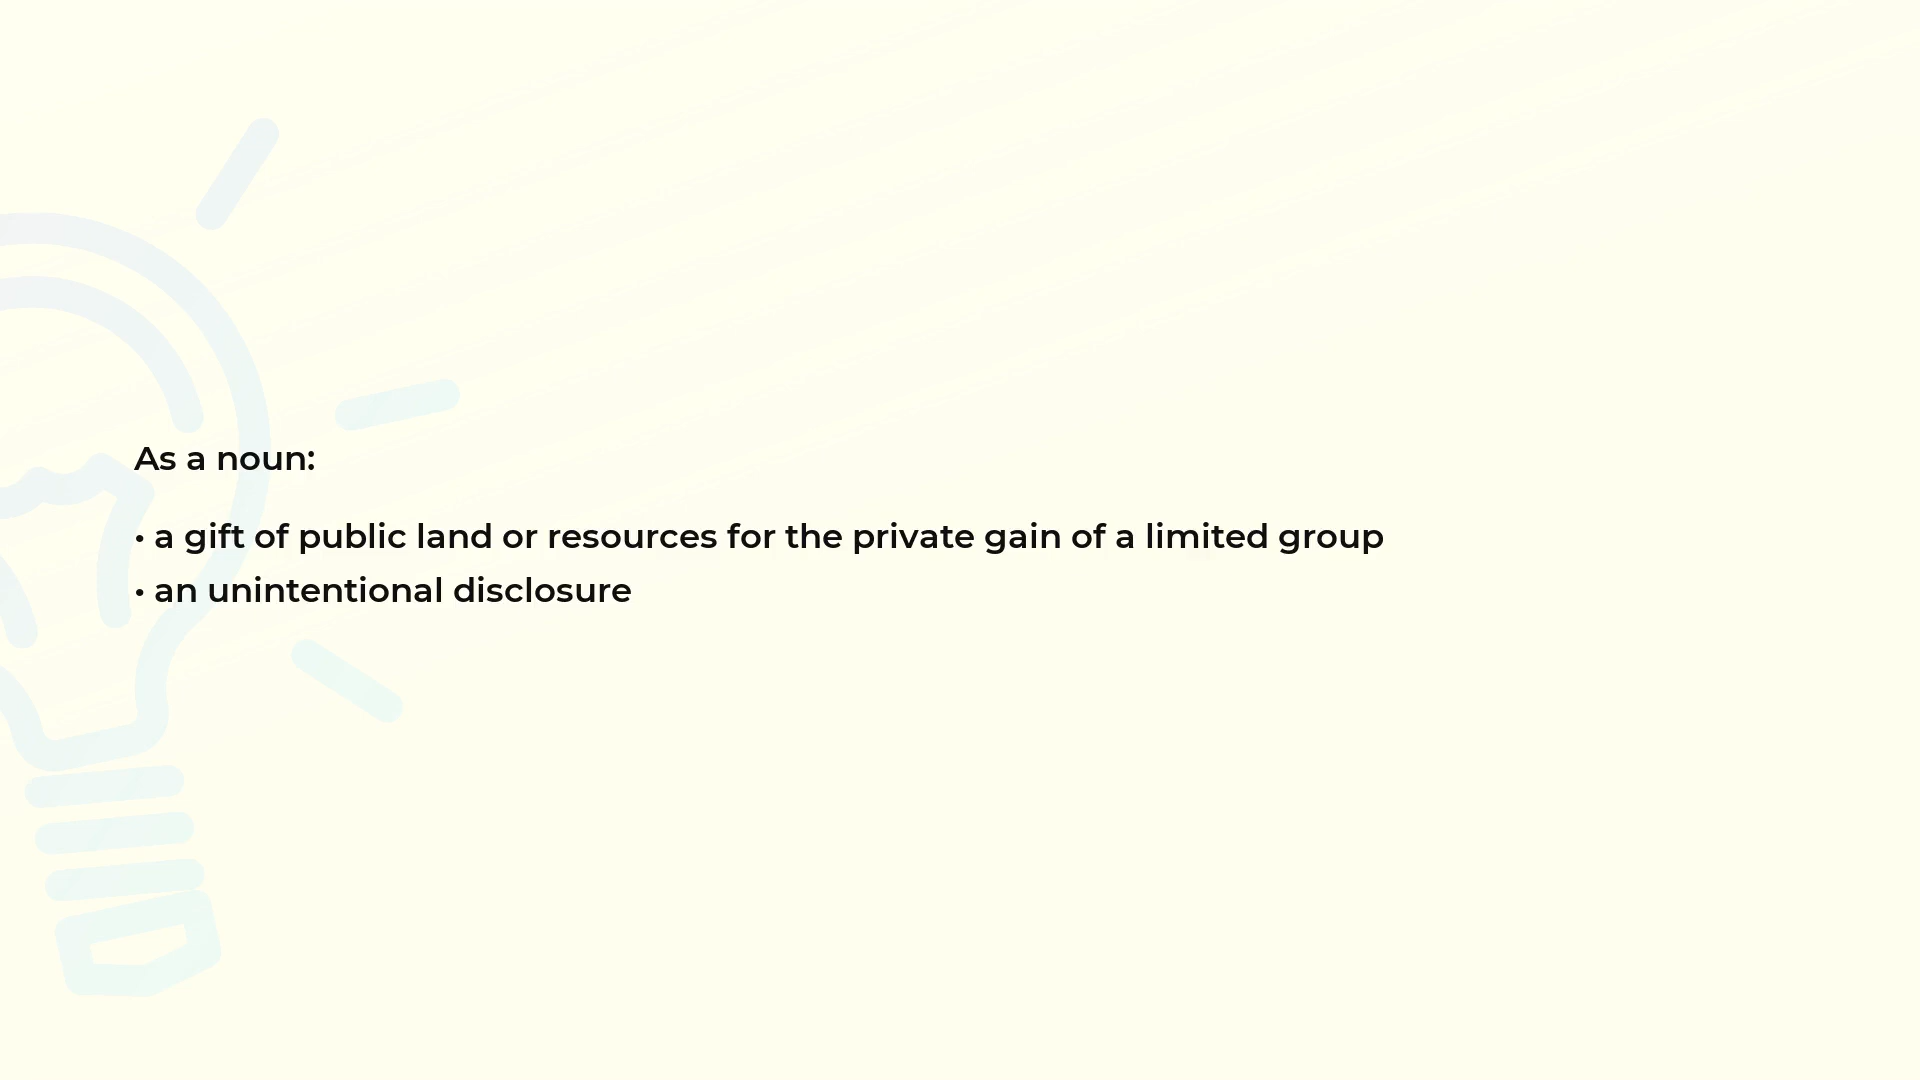 As a noun:
• a gift of public land or resources for the private gain of a limited group
• an unintentional disclosure